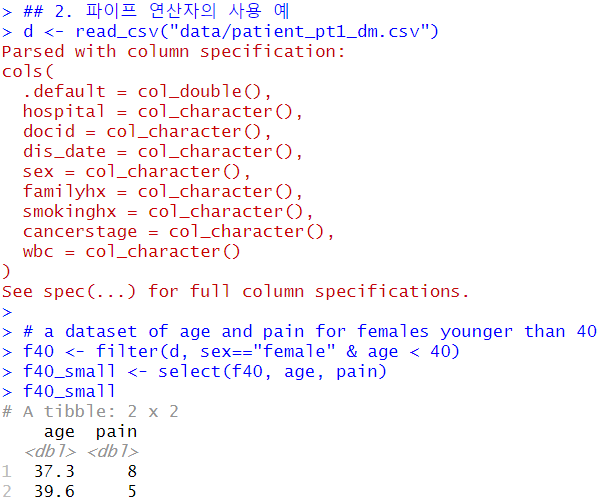 > ## 2. 파이프 연산자의 사용 예
> d <- read_csv("data/patient_pt1_dm.csv")
Parsed with column specification:
cols(
  .default = col_double(),
  hospital = col_character(),
  docid = col_character(),
  dis_date = col_character(),
  sex = col_character(),
  familyhx = col_character(),
  smokinghx = col_character(),
  cancerstage = col_character(),
  wbc = col_character()
)
See spec(...) for full column specifications.
>
> # a dataset of age and pain for females younger than 40
> f40 <- filter(d, sex=="female" & age < 40)
> f40_small <- select(f40, age, pain)
> f40_small
# A tibble: 2 x 2
    age  pain
  <dbl> <dbl>
1  37.3     8
2  39.6     5